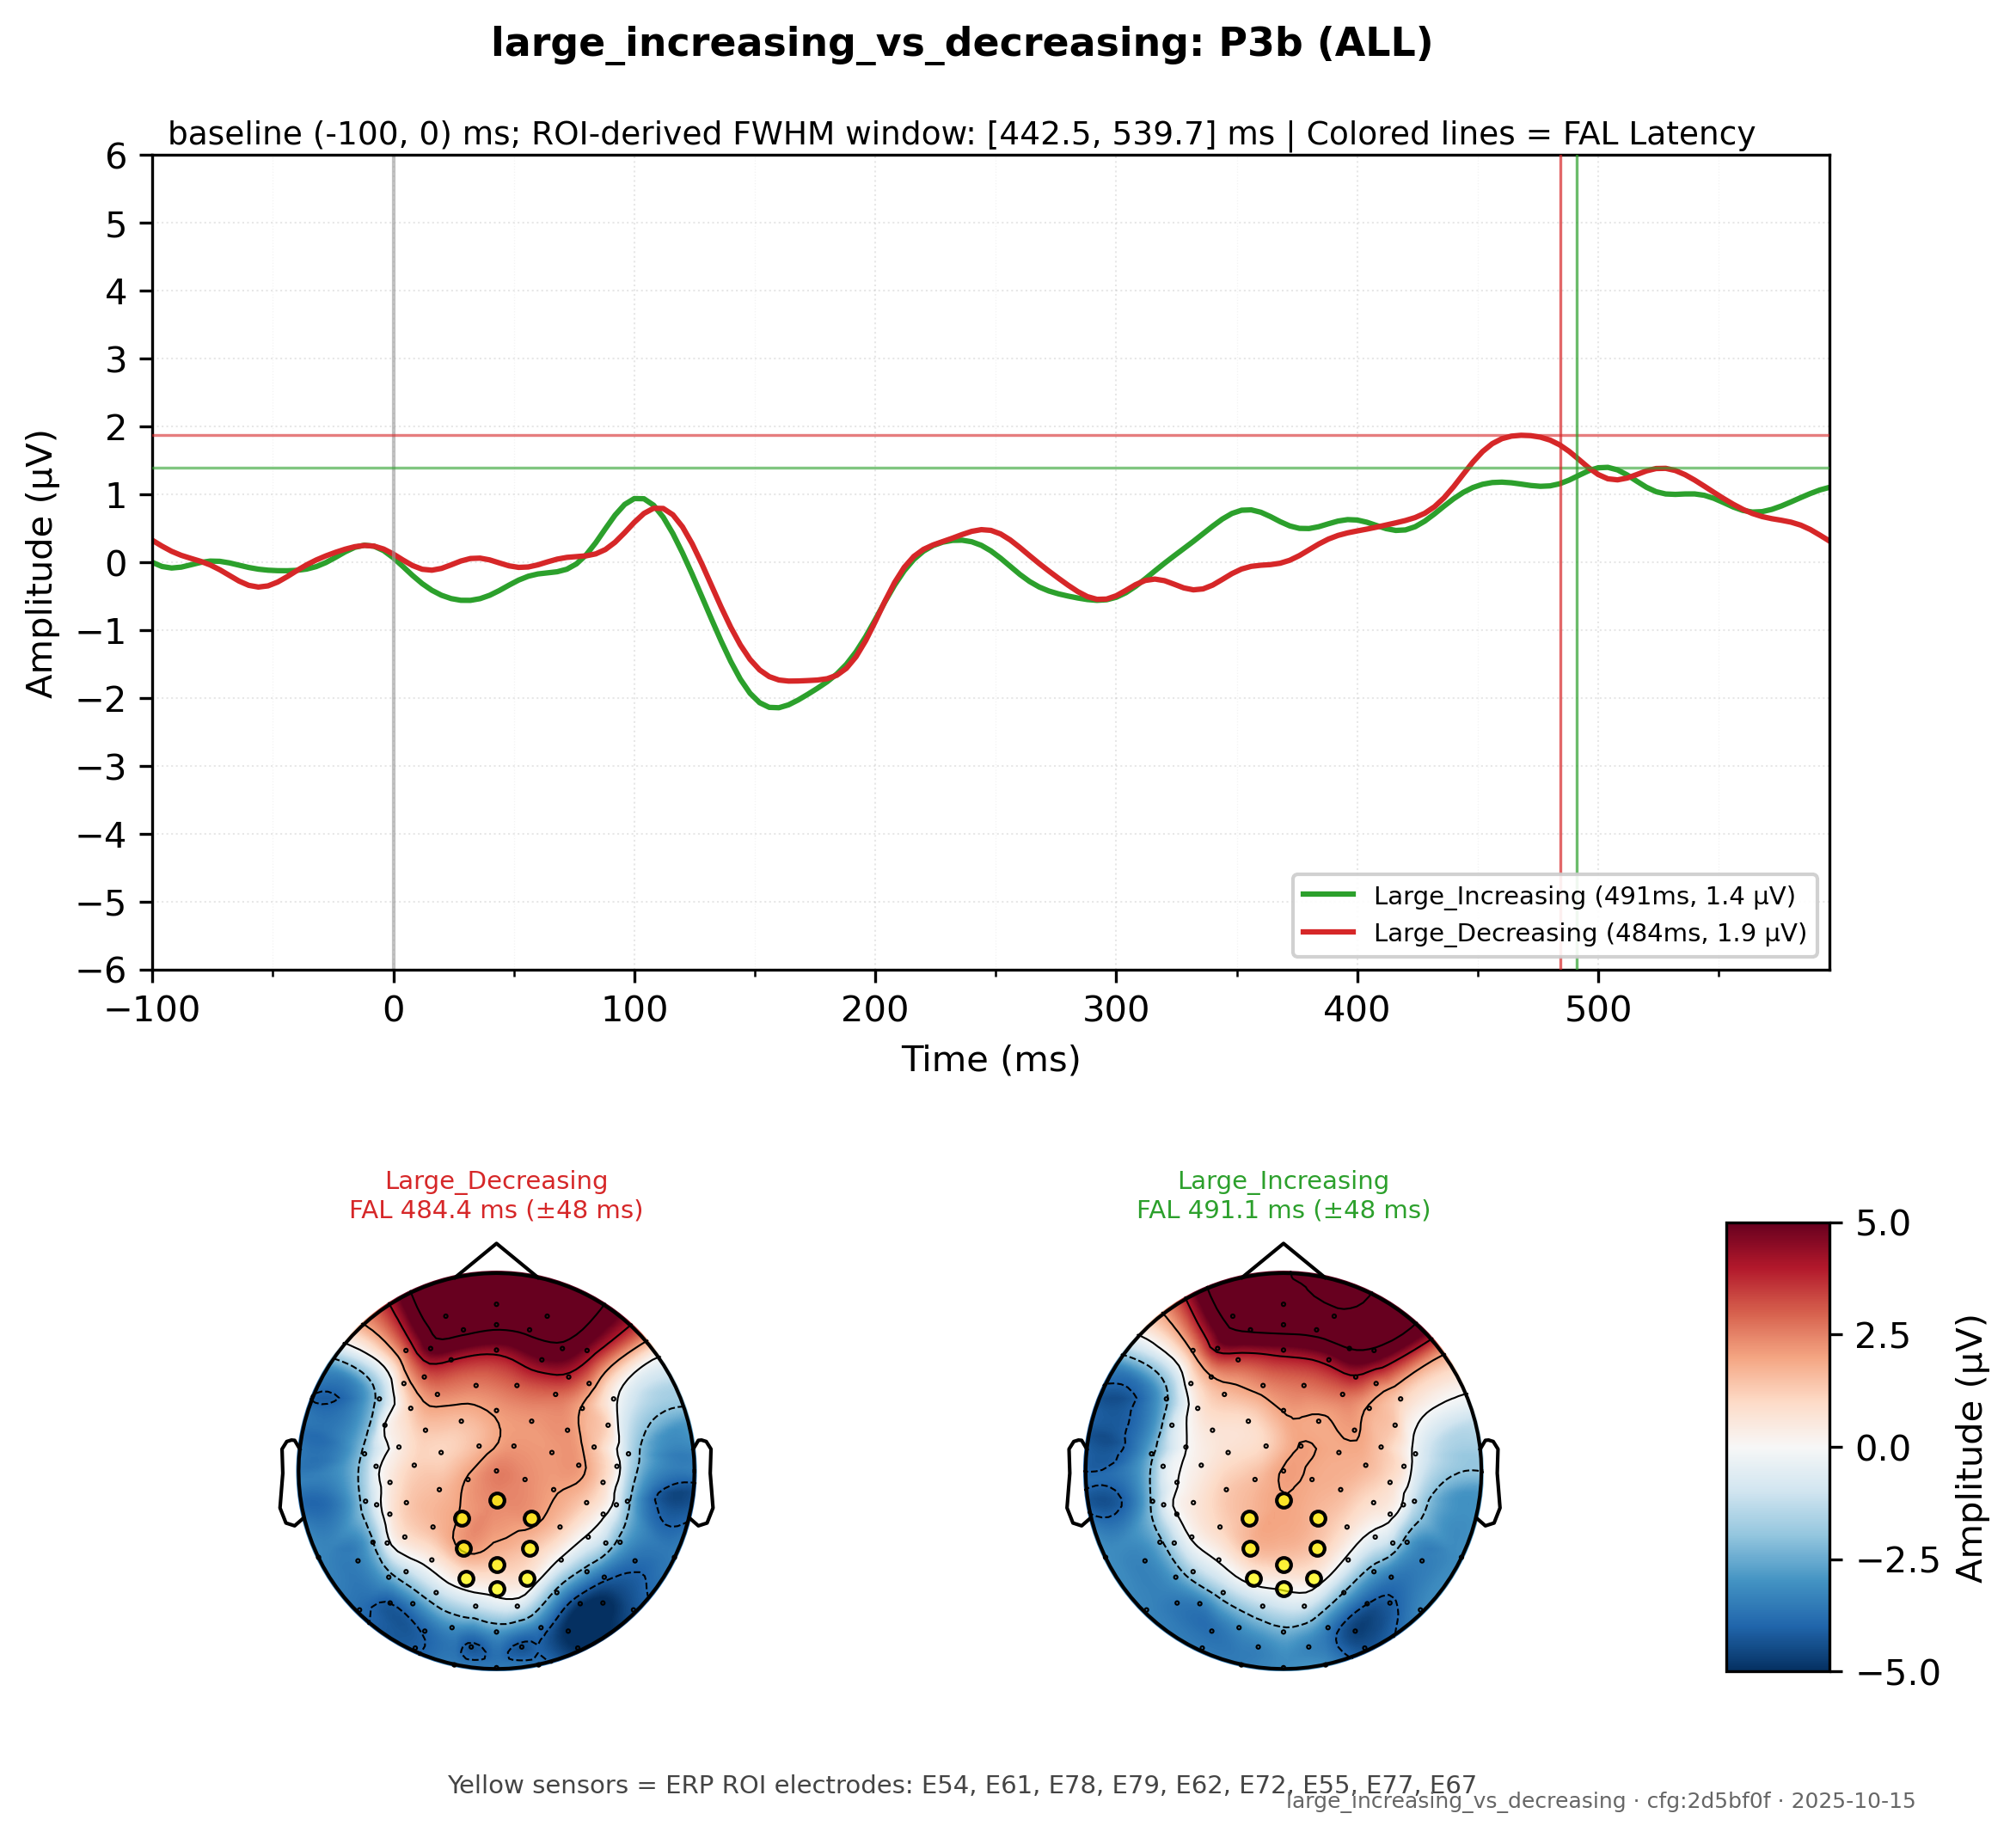 large_increasing_vs_decreasing: P3b (ALL)
baseline (-100, 0) ms; ROI-derived FWHM window: [442.5, 539.7] ms | Colored lines = FAL Latency
6
5
4
3
2
1
0
−1
−2
−3
−4
−5
−6
Amplitude (µV)
Large_Increasing (491ms, 1.4 µV)
Large_Decreasing (484ms, 1.9 µV)
−100 0 100 200 300 400 500
Time (ms)
Large_Decreasing
FAL 484.4 ms (±48 ms)
Large_Increasing
FAL 491.1 ms (±48 ms)
5.0
2.5
0.0
−2.5
−5.0
Amplitude (µV)
Yellow sensors = ERP ROI electrodes: E54, E61, E78, E79, E62, E72, E55, E77, E67
large_increasing_vs_decreasing · cfg:2d5bf0f · 2025-10-15